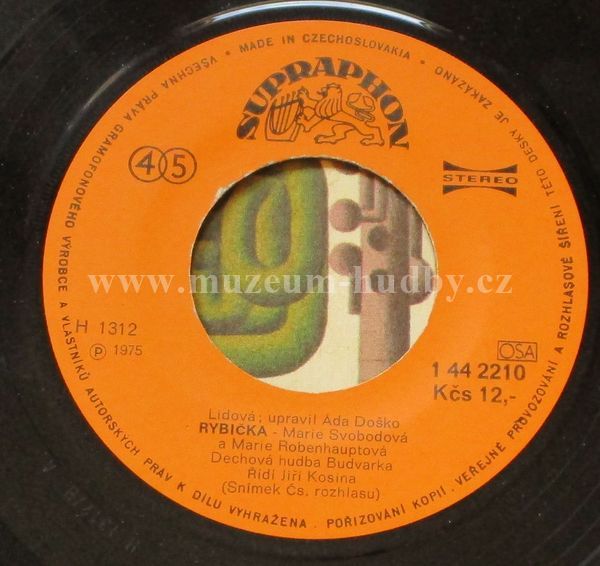 VŠECHNA PRÁVA GRAMOFONOVÉHO VÝROBCE A VLASTNÍKŮ AUTORSKÝCH PRÁV K DÍLU VYHRAŽENA . POŘIZOVÁNÍ KOPIÍ . VEŘEJNÉ PROVOZOVÁNÍ A ROZHLASOVÉ ŠÍŘENÍ TÉTO DESKY JE ZAKÁZÁNO • MADE IN CZECHOSLOVAKIA •
SUPRAPHON
45
STEREO
www.muzeum-hudby.cz
H 1312
℗ 1975
OSA
1 44 2210
Kčs 12,-
Lidová; upravil Áda Doško
RYBIČKA - Marie Svobodová
a Marie Robenhauptová
Dechová hudba Budvarka
Řídí Jiří Kosina
(Snímek Čs. rozhlasu)